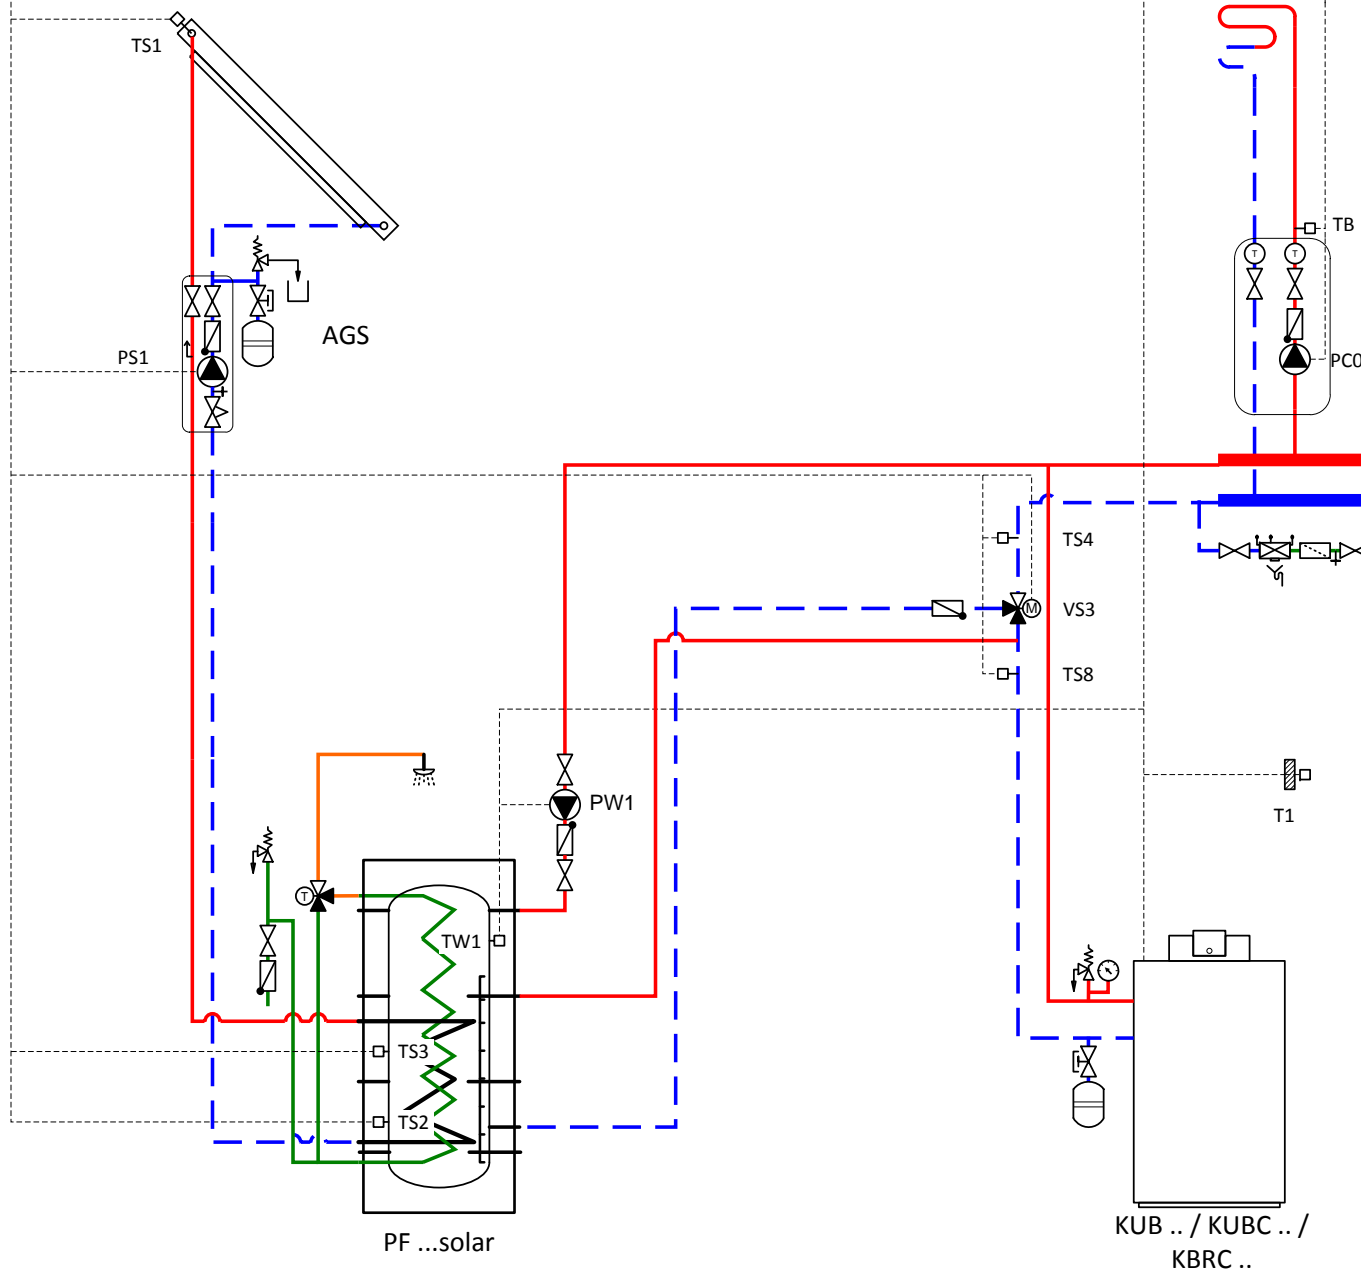 TS1
TB
T
T
AGS
PS1
PC0
TS4
M
VS3
TS8
PW1
T1
T
TW1
TS3
TS2
PF ...solar
KUB .. / KUBC .. /
KBRC ..